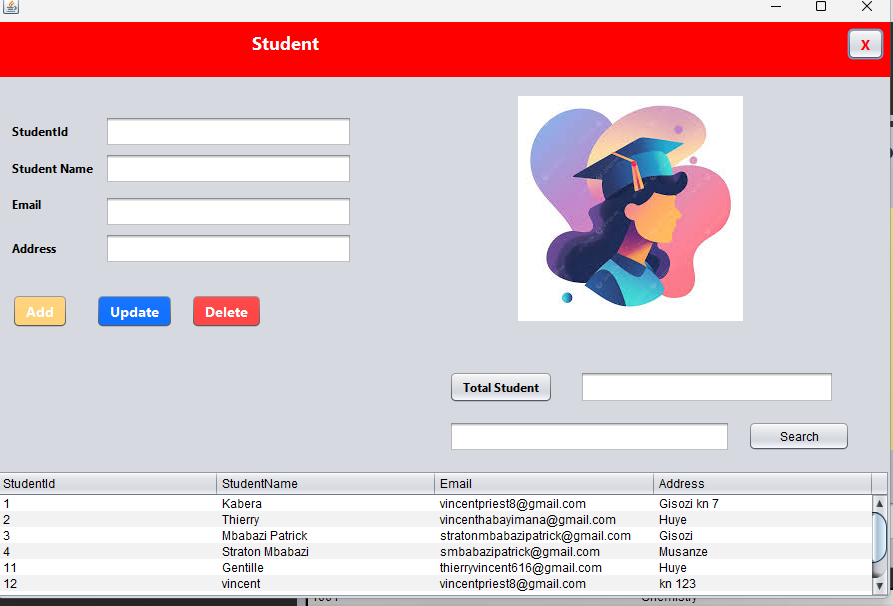 Student
X
StudentId
Student Name
Email
Address
Add Update Delete
Total Student
Search
StudentId StudentName Email Address
1 Kabera vincentpriest8@gmail.com Gisozi kn 7
2 Thierry vincenthabayimana@gmail.com Huye
3 Mbabazi Patrick stratonmbabazipatrick@gmail.com Gisozi
4 Straton Mbabazi smbabazipatrick@gmail.com Musanze
11 Gentille thierryvincent616@gmail.com Huye
12 vincent vincentpriest8@gmail.com kn 123
Chemistry